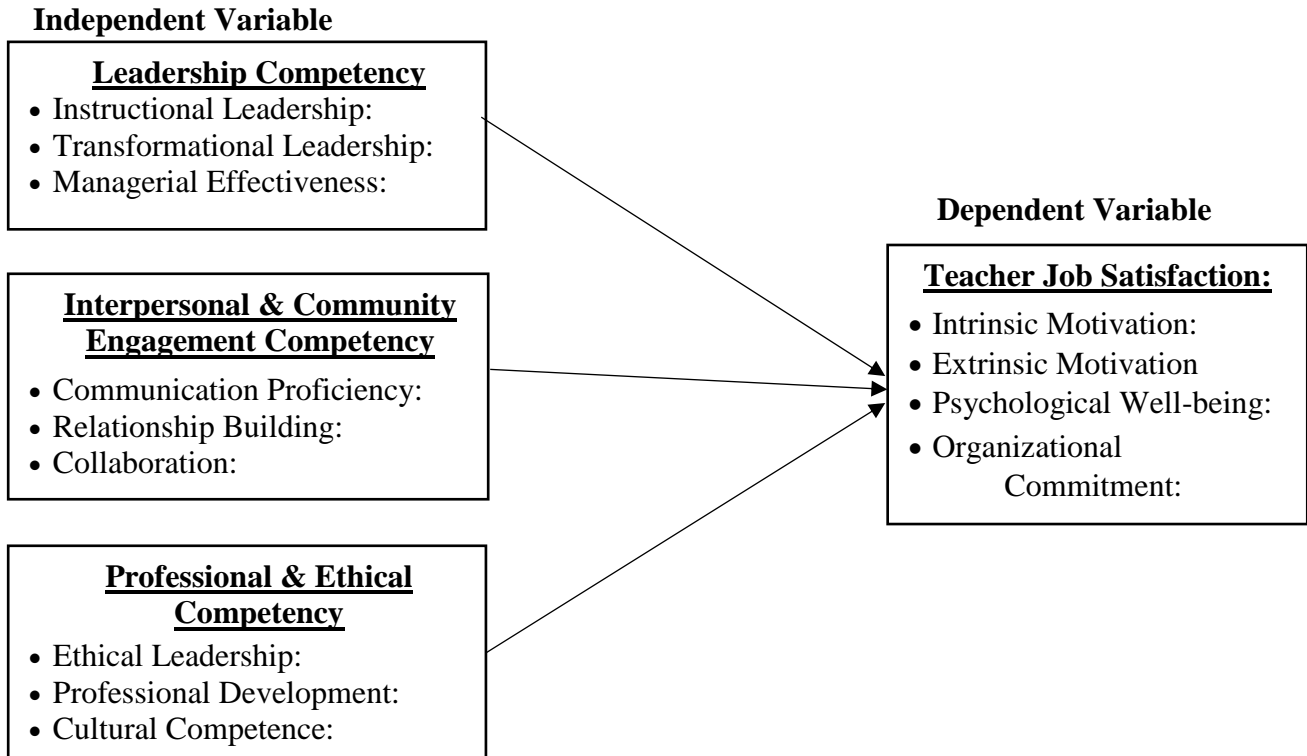 Independent Variable
Leadership Competency
• Instructional Leadership:
• Transformational Leadership:
• Managerial Effectiveness:
Interpersonal & Community
Engagement Competency
• Communication Proficiency:
• Relationship Building:
• Collaboration:
Professional & Ethical
Competency
• Ethical Leadership:
• Professional Development:
• Cultural Competence:
Dependent Variable
Teacher Job Satisfaction:
• Intrinsic Motivation:
• Extrinsic Motivation
• Psychological Well-being:
• Organizational
Commitment: